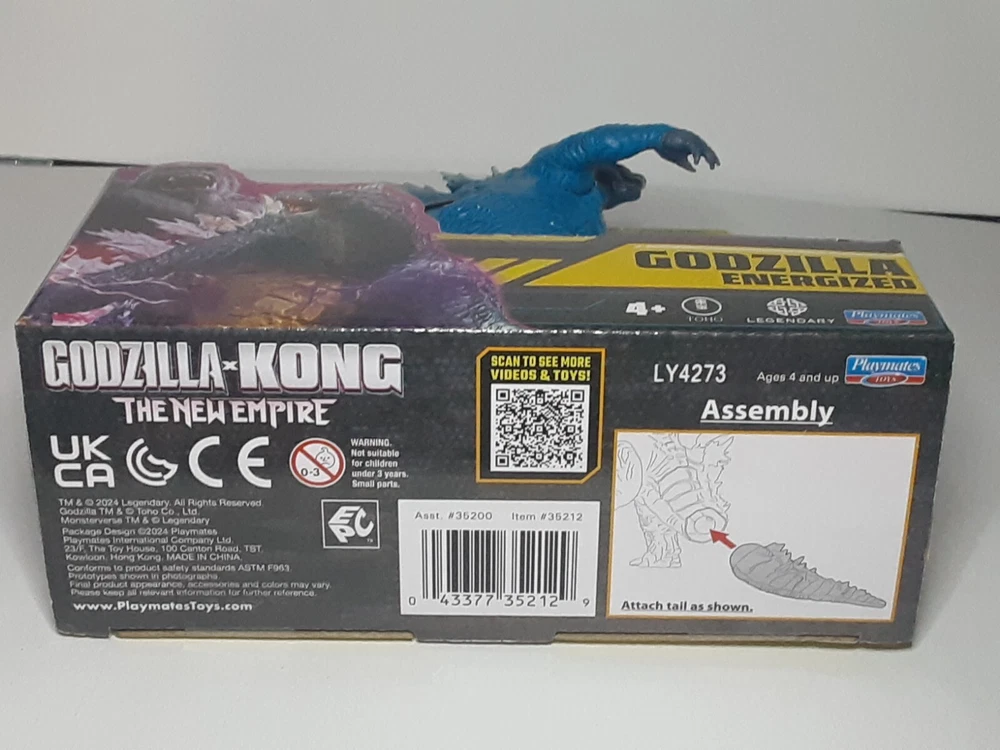 GODZILLA
ENERGIZED
4+
TOHO
LEGENDARY
Playmates
TOYS
GODZILLA x KONG
THE NEW EMPIRE
UK
CA
CE
0-3
WARNING.
Not suitable
for children
under 3 years.
Small parts.
TM & © 2024 Legendary. All Rights Reserved.
Godzilla TM & © Toho Co., Ltd.
Monsterverse TM & © Legendary
Package Design ©2024 Playmates
Playmates International Company Ltd.
23/F, The Toy House, 100 Canton Road, TST,
Kowloon, Hong Kong. MADE IN CHINA.
Conforms to product safety standards ASTM F963.
Prototypes shown in photographs.
Final product appearance, accessories and colors may vary.
Please keep all relevant information for further reference.
www.PlaymatesToys.com
EPC
TM
SCAN TO SEE MORE
VIDEOS & TOYS!
Asst. #35200 Item #35212
0 43377 35212 9
LY4273
Ages 4 and up
Playmates
TOYS
Assembly
Attach tail as shown.